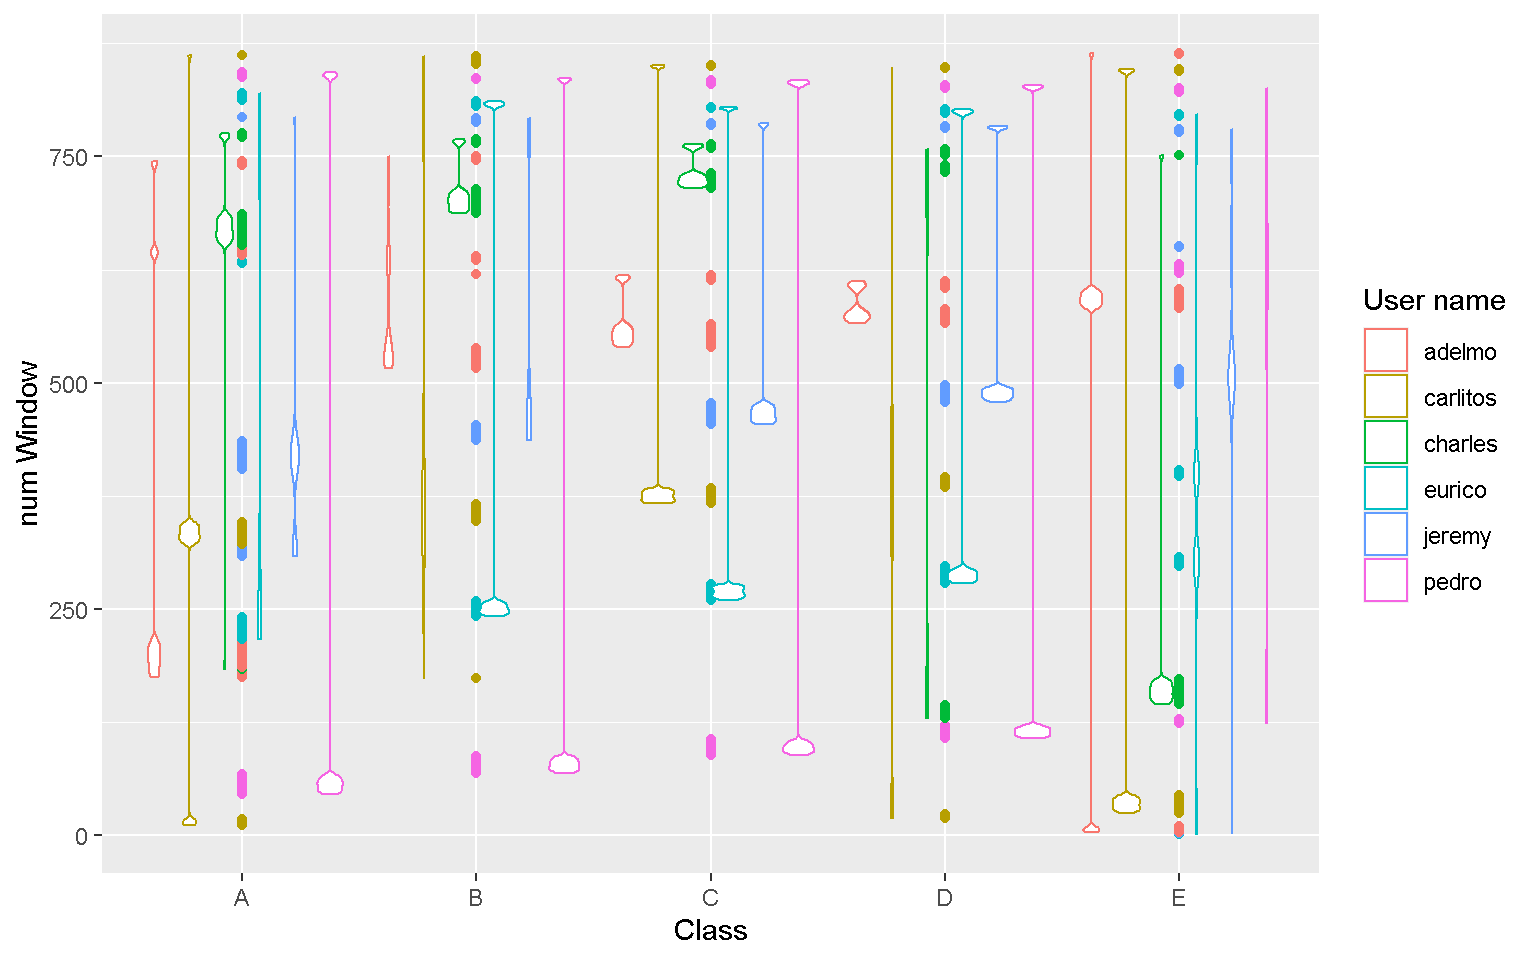 num Window
750
500
250
0
A B C D E
Class
User name
adelmo
carlitos
charles
eurico
jeremy
pedro